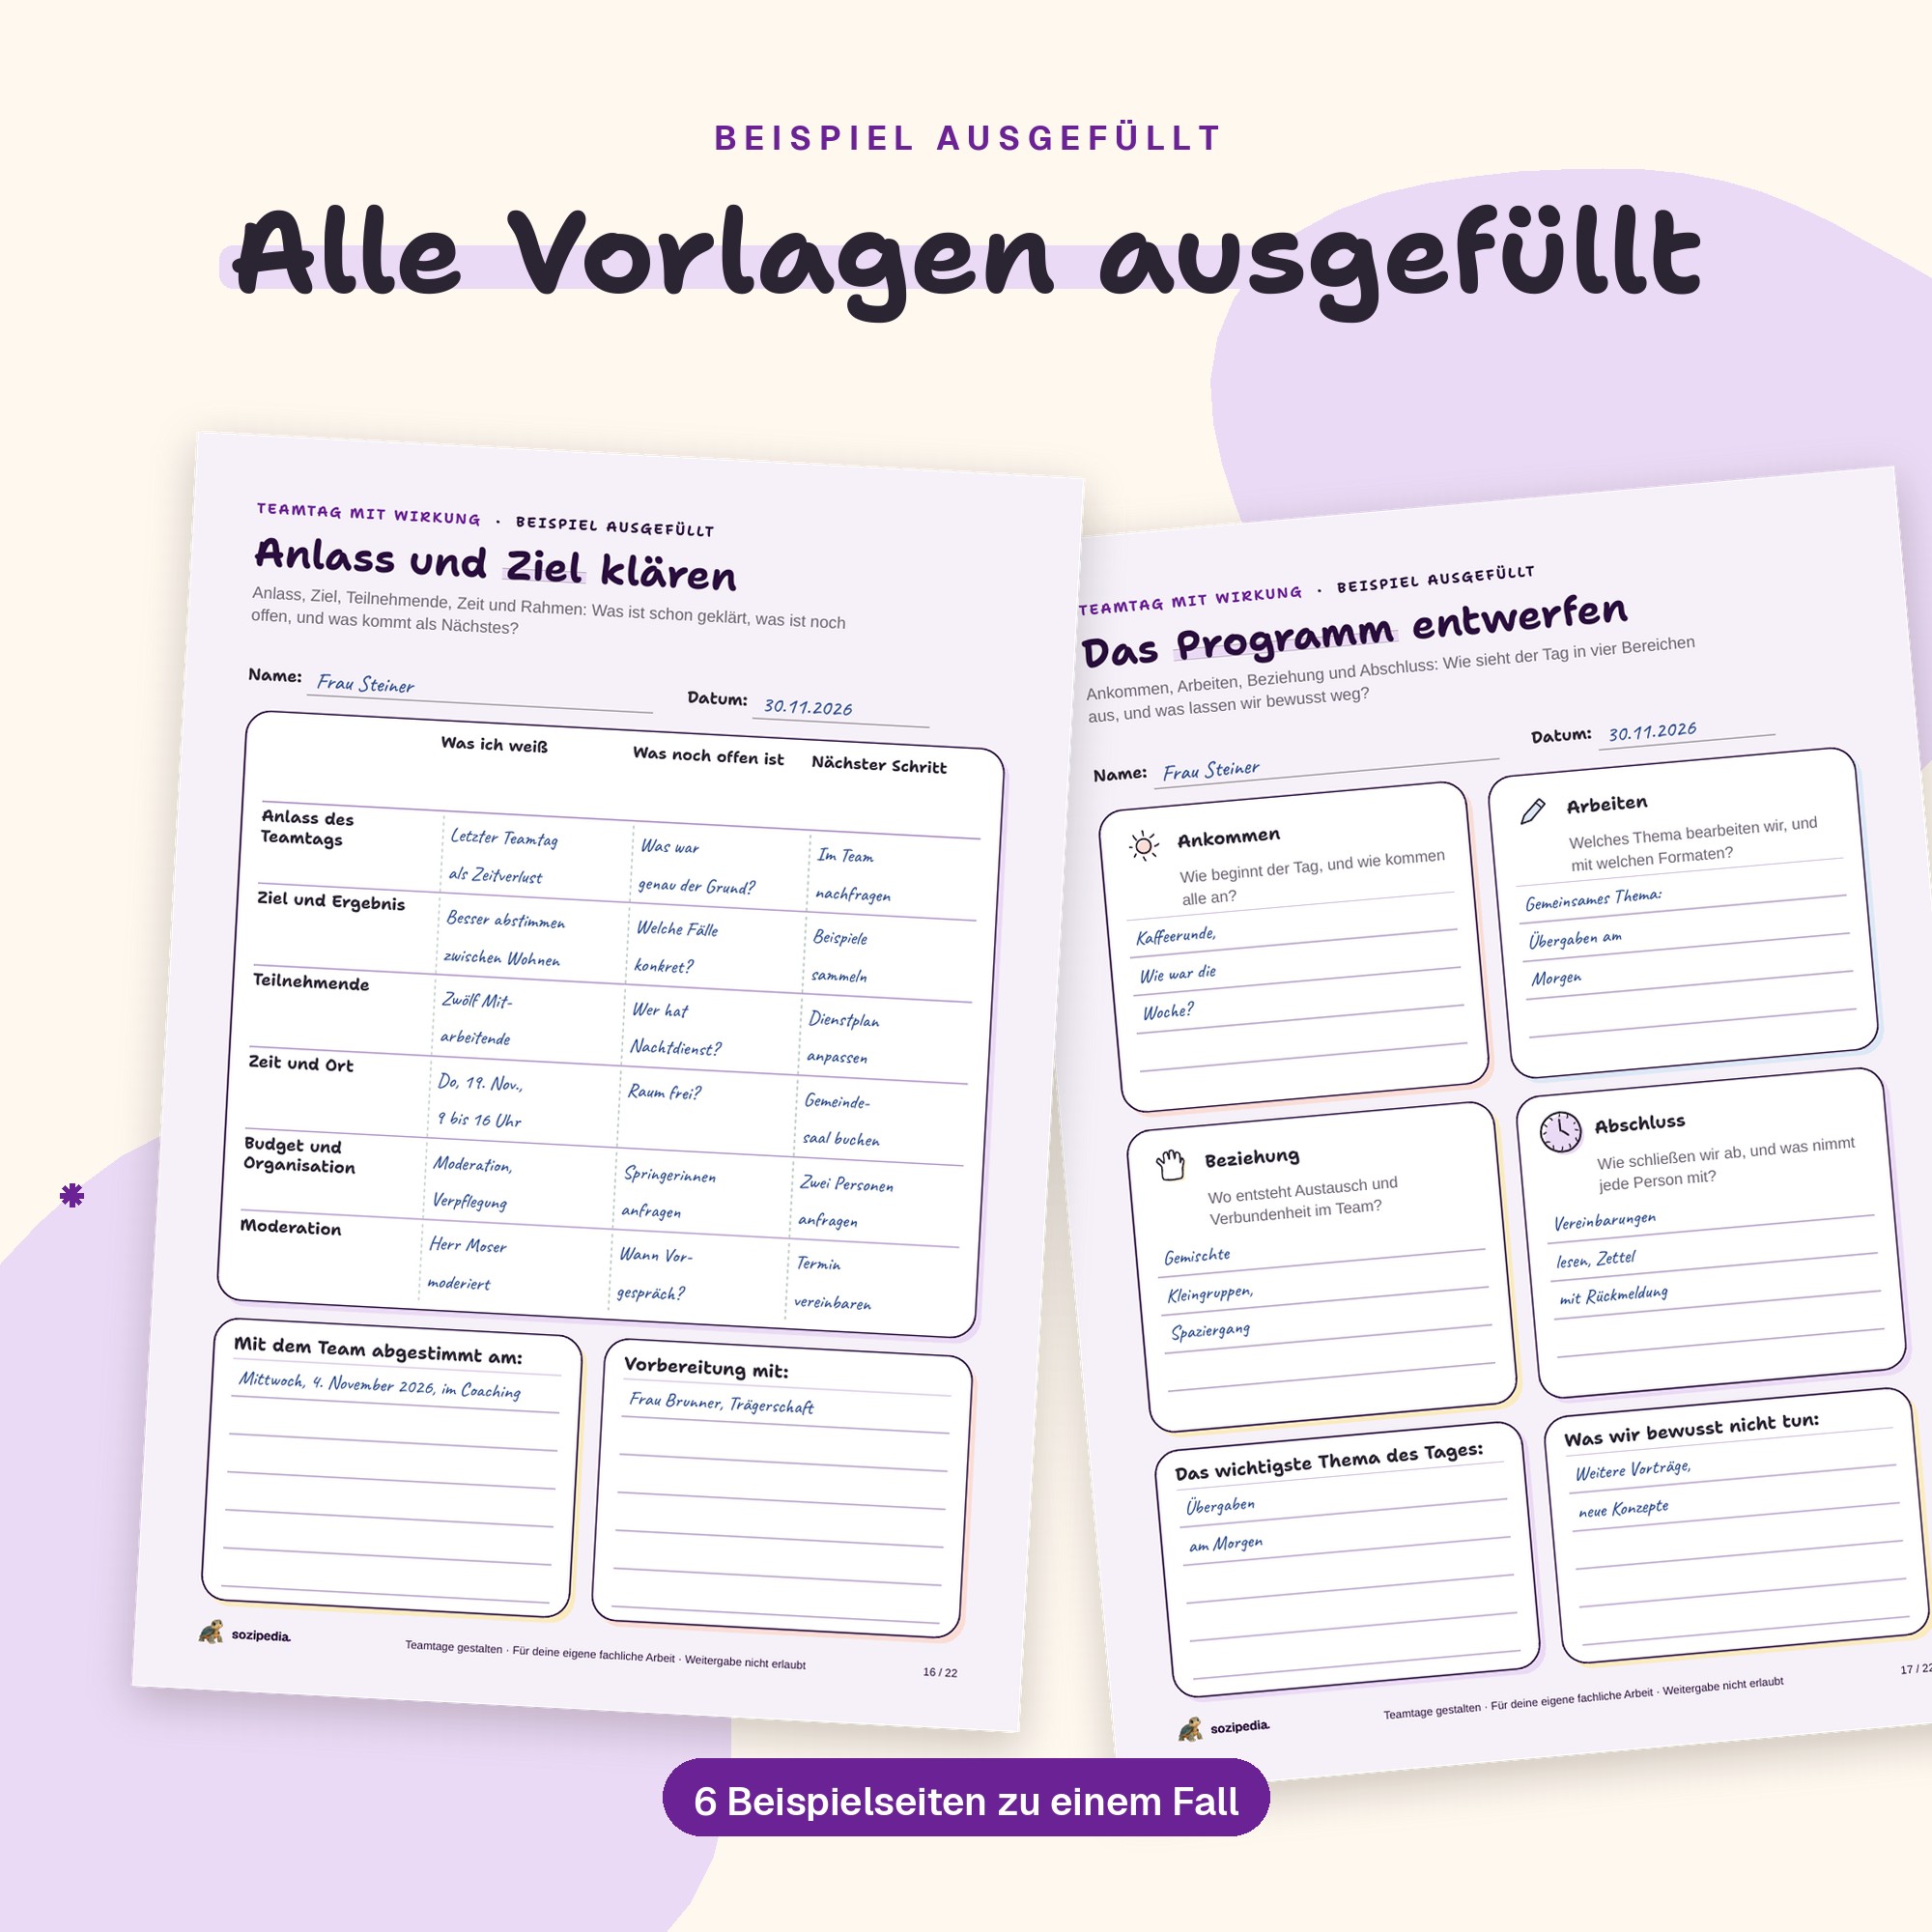 BEISPIEL AUSGEFÜLLT
Alle Vorlagen ausgefüllt
TEAMTAG MIT WIRKUNG · BEISPIEL AUSGEFÜLLT
Anlass und Ziel klären
Anlass, Ziel, Teilnehmende, Zeit und Rahmen: Was ist schon geklärt, was ist noch
offen, und was kommt als Nächstes?
Name: Frau Steiner Datum: 30.11.2026
Was ich weiß Was noch offen ist Nächster Schritt
Anlass des
Teamtags
Letzter Teamtag
als Zeitverlust
Was war
genau der Grund?
Im Team
nachfragen
Ziel und Ergebnis
Besser abstimmen
zwischen Wohnen
Welche Fälle
konkret?
Beispiele
sammeln
Teilnehmende
Zwölf Mit-
arbeitende
Wer hat
Nachtdienst?
Dienstplan
anpassen
Zeit und Ort
Do, 19. Nov.,
9 bis 16 Uhr
Raum frei?
Gemeinde-
saal buchen
Budget und
Organisation
Moderation,
Verpflegung
Springerinnen
anfragen
Zwei Personen
anfragen
Moderation
Herr Moser
moderiert
Wann Vor-
gespräch?
Termin
vereinbaren
Mit dem Team abgestimmt am:
Mittwoch, 4. November 2026, im Coaching
Vorbereitung mit:
Frau Brunner, Trägerschaft
sozipedia.
Teamtage gestalten · Für deine eigene fachliche Arbeit · Weitergabe nicht erlaubt
16 / 22
TEAMTAG MIT WIRKUNG · BEISPIEL AUSGEFÜLLT
Das Programm entwerfen
Ankommen, Arbeiten, Beziehung und Abschluss: Wie sieht der Tag in vier Bereichen
aus, und was lassen wir bewusst weg?
Name: Frau Steiner Datum: 30.11.2026
Ankommen
Wie beginnt der Tag, und wie kommen
alle an?
Kaffeerunde,
Wie war die
Woche?
Arbeiten
Welches Thema bearbeiten wir, und
mit welchen Formaten?
Gemeinsames Thema:
Übergaben am
Morgen
Beziehung
Wo entsteht Austausch und
Verbundenheit im Team?
Gemischte
Kleingruppen,
Spaziergang
Abschluss
Wie schließen wir ab, und was nimmt
jede Person mit?
Vereinbarungen
lesen, Zettel
mit Rückmeldung
Das wichtigste Thema des Tages:
Übergaben
am Morgen
Was wir bewusst nicht tun:
Weitere Vorträge,
neue Konzepte
sozipedia.
Teamtage gestalten · Für deine eigene fachliche Arbeit · Weitergabe nicht erlaubt
17 / 22
6 Beispielseiten zu einem Fall